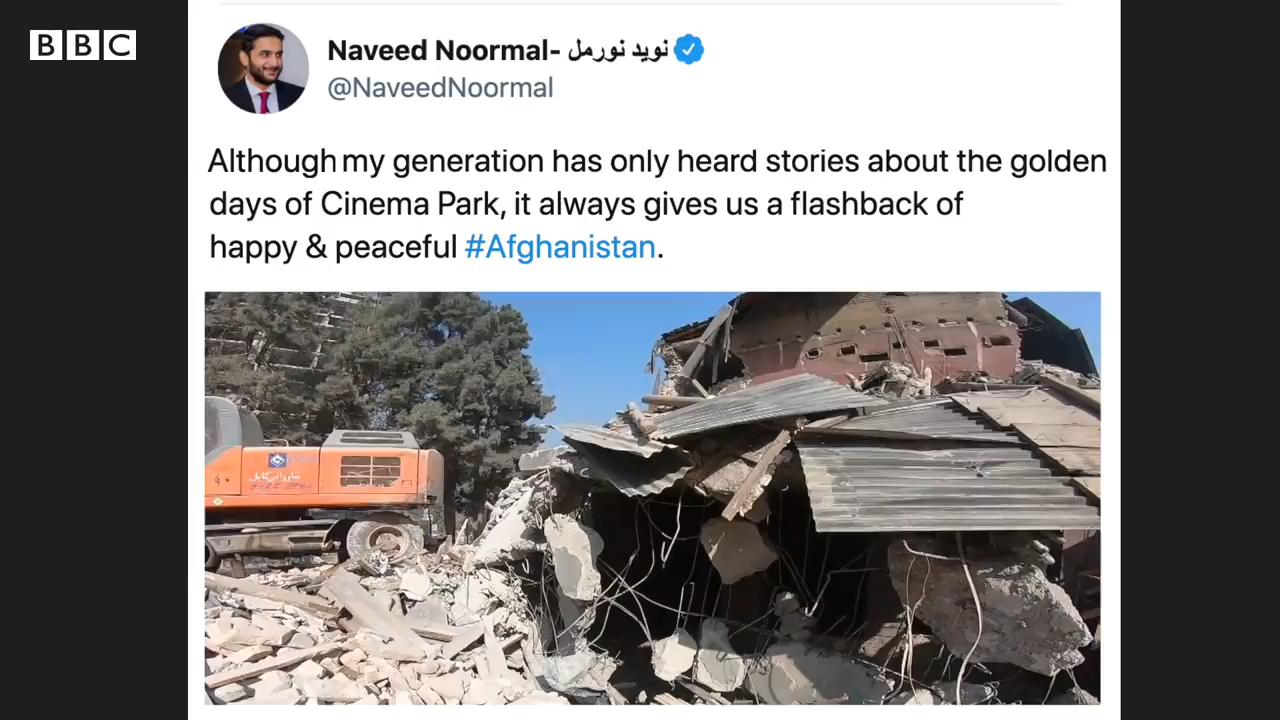 BBC
Naveed Noormal- نوید نورمل
@NaveedNoormal
Although my generation has only heard stories about the golden
days of Cinema Park, it always gives us a flashback of
happy & peaceful #Afghanistan.